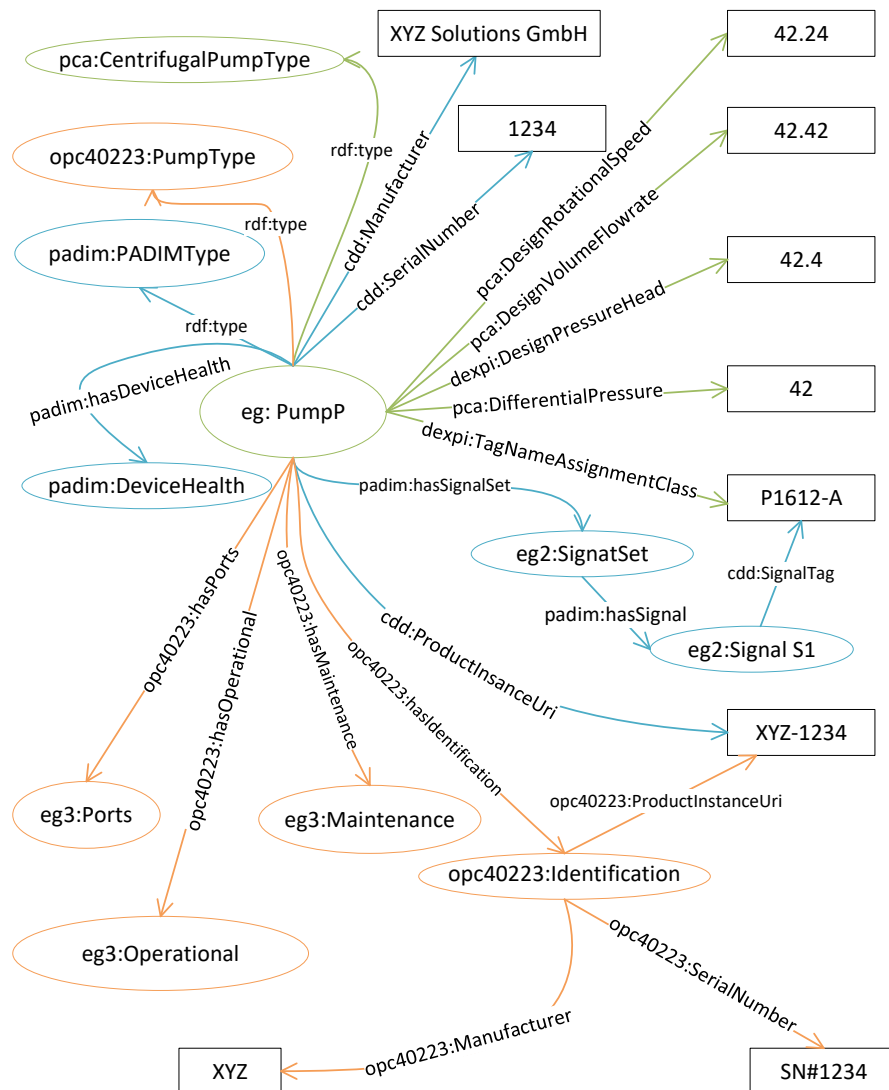 XYZ Solutions GmbH
42.24
pca:CentrifugalPumpType
1234
42.42
opc40223:PumpType
rdf:type
cdd:Manufacturer
cdd:SerialNumber
pca:DesignRotationalSpeed
pca:DesignVolumeFlowrate
rdf:type
padim:PADIMType
42.4
rdf:type
dexpi:DesignPressureHead
padim:hasDeviceHealth
eg: PumpP
pca:DifferentialPressure
42
dexpi:TagNameAssignmentClass
padim:DeviceHealth
padim:hasSignalSet
P1612-A
eg2:SignatSet
cdd:SignalTag
padim:hasSignal
eg2:Signal S1
opc40223:hasPorts
opc40223:hasOperational
opc40223:hasMaintenance
opc40223:hasIdentification
cdd:ProductInsanceUri
XYZ-1234
eg3:Ports
eg3:Maintenance
opc40223:ProductInstanceUri
opc40223:Identification
eg3:Operational
opc40223:SerialNumber
opc40223:Manufacturer
XYZ
SN#1234